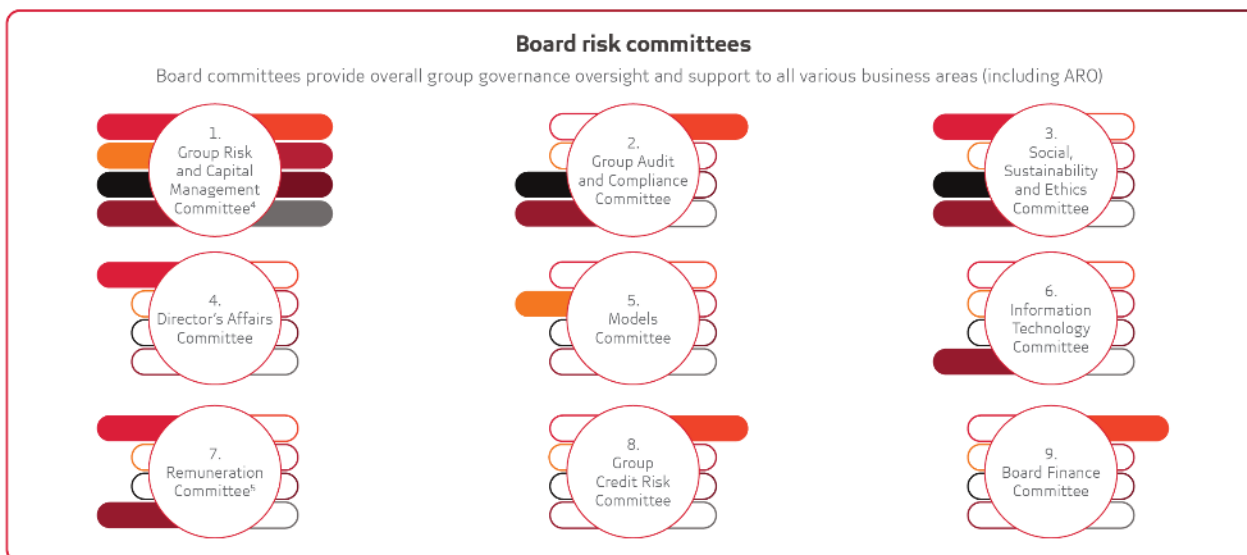 Board risk committees
Board committees provide overall group governance oversight and support to all various business areas (including ARO)
1.
Group Risk
and Capital
Management
Committee⁴
2.
Group Audit
and Compliance
Committee
3.
Social,
Sustainability
and Ethics
Committee
4.
Director's Affairs
Committee
5.
Models
Committee
6.
Information
Technology
Committee
7.
Remuneration
Committee⁵
8.
Group
Credit Risk
Committee
9.
Board Finance
Committee